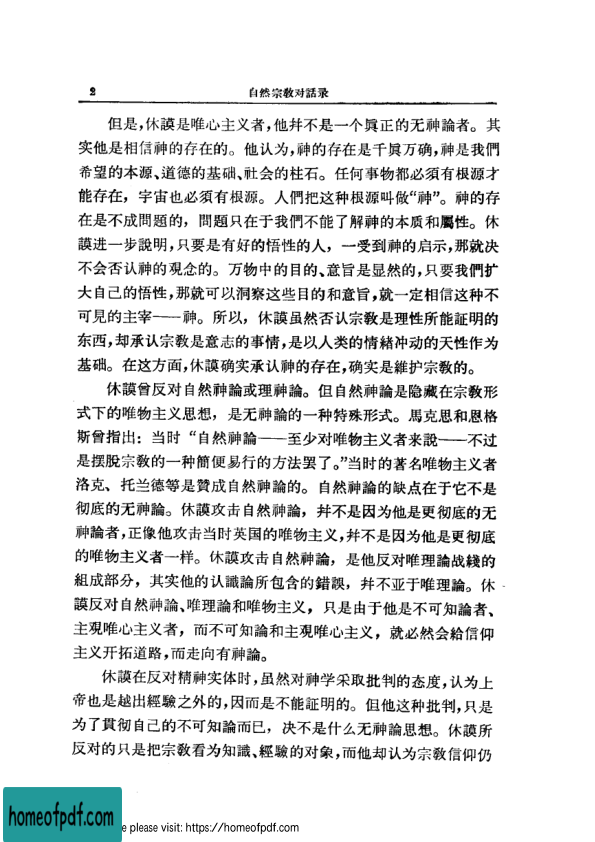 2
自然宗敎对話录
但是,休謨是唯心主义者,他幷不是一个眞正的无神論者。其
实他是相信神的存在的。他认为,神的存在是千眞万确,神是我們
希望的本源、道德的基础、社会的柱石。任何事物都必須有根源才
能存在，宇宙也必須有根源。人們把这种根源叫做“神”。神的存
在是不成問題的，問題只在于我們不能了解神的本质和屬性。休
謨进一步說明,只要是有好的悟性的人，一受到神的启示,那就决
不会否认神的观念的。万物中的目的、意旨是显然的,只要我們扩
大自己的悟性,那就可以洞察这些目的和意旨,就一定相信这种不
可見的主宰——神。所以，休謨虽然否认宗敎是理性所能証明的
东西,却承认宗敎是意志的事情,是以人类的情緖冲动的天性作为
基础。在这方面,休謨确实承认神的存在,确实是維护宗敎的。
休謨曾反对自然神論或理神論。但自然神論是隐藏在宗敎形
式下的唯物主义思想，是无神論的一种特殊形式。馬克思和恩格
斯曾指出：当时“自然神論——至少对唯物主义者来說——不过
是摆脫宗敎的一种簡便易行的方法罢了。”当时的著名唯物主义者
洛克、托兰德等是贊成自然神論的。自然神論的缺点在于它不是
彻底的无神論。休謨攻击自然神論，幷不是因为他是更彻底的无
神論者,正像他攻击当时英国的唯物主义,幷不是因为他是更彻底
的唯物主义者一样。休謨攻击自然神論，是他反对唯理論战綫的
組成部分，其实他的认識論所包含的錯誤，幷不亚于唯理論。休
謨反对自然神論、唯理論和唯物主义，只是由于他是不可知論者、
主观唯心主义者，而不可知論和主观唯心主义，就必然会給信仰
主义开拓道路,而走向有神論。
休謨在反对精神实体时,虽然对神学采取批判的态度,认为上
帝也是越出經驗之外的,因而是不能証明的。但他这种批判,只是
为了貫彻自己的不可知論而已，决不是什么无神論思想。休謨所
反对的只是把宗敎看为知識、經驗的对象,而他却认为宗敎信仰仍
homeofpdf.com
e please visit: https://homeofpdf.com